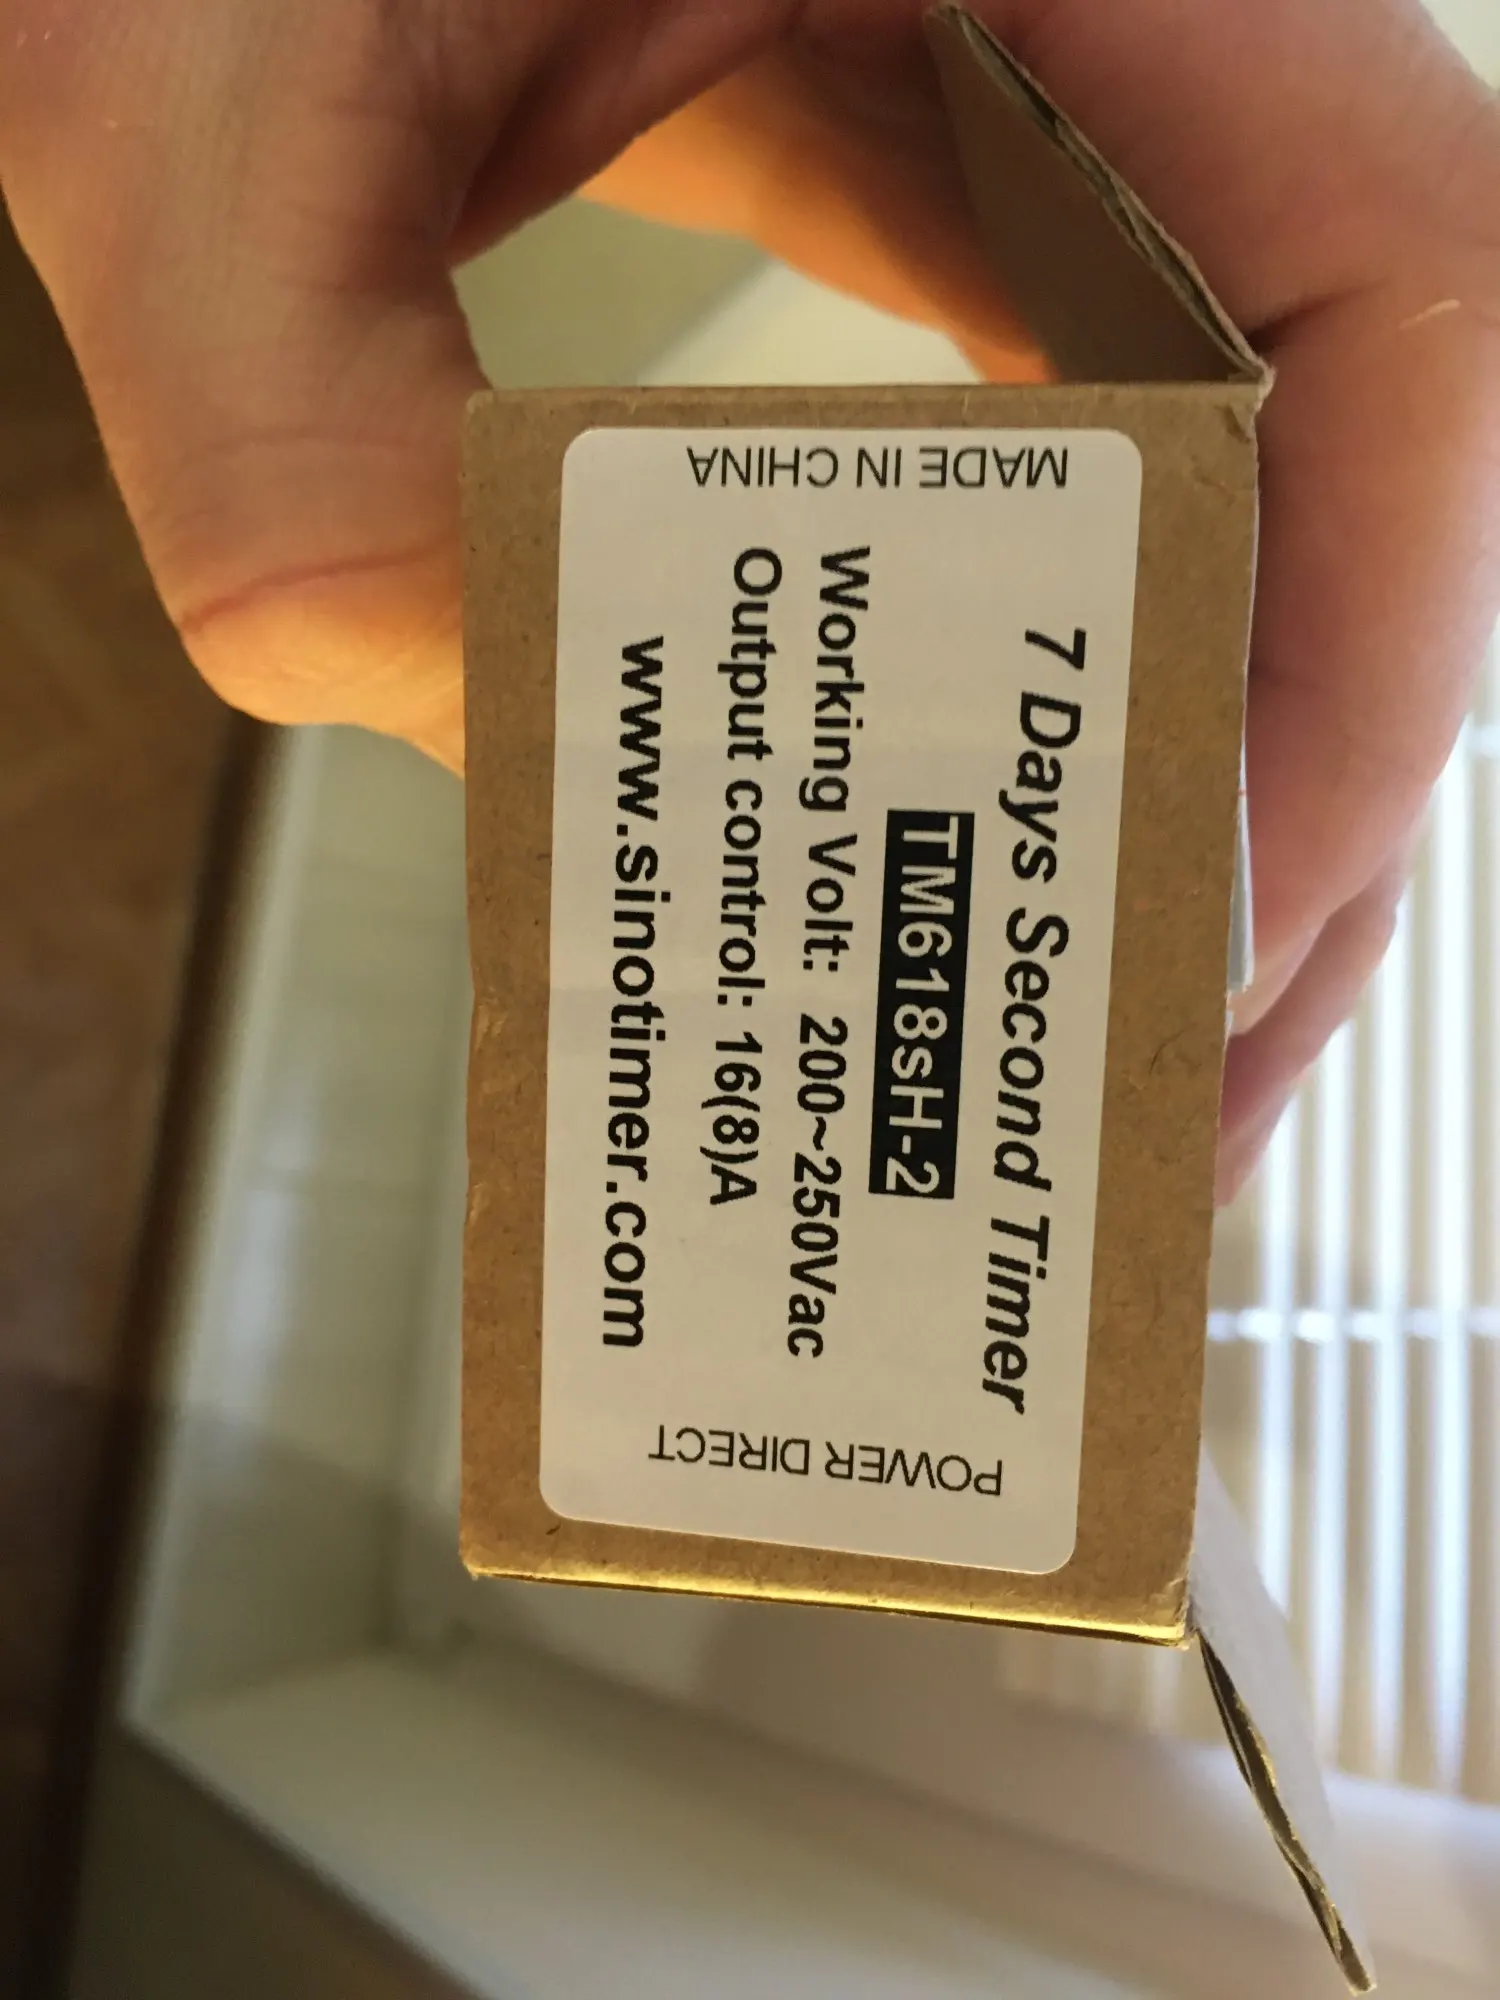 7 Days Second Timer
TM618sH-2
Working Volt: 200~250Vac
Output control: 16(8)A
www.sinotimer.com
MADE IN CHINA
POWER DIRECT